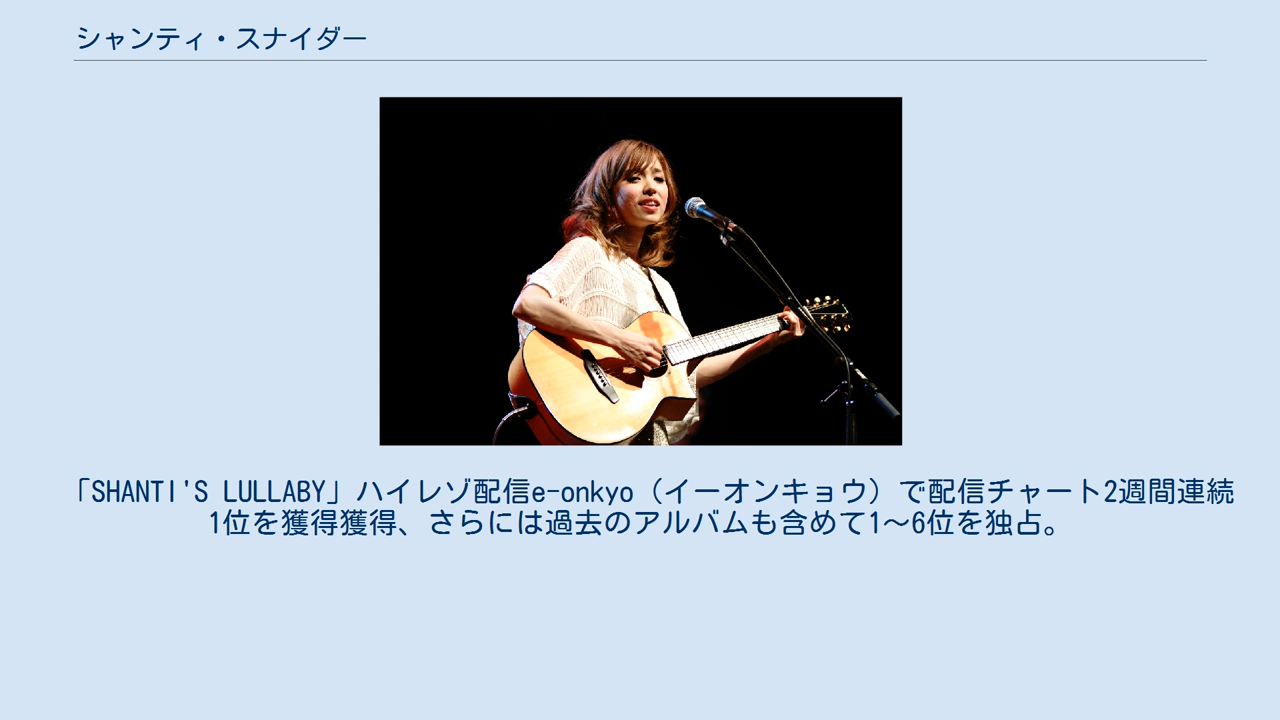 シャンティ・スナイダー
「SHANTI'S LULLABY」ハイレゾ配信e-onkyo（イーオンキョウ）で配信チャート2週間連続
1位を獲得獲得、さらには過去のアルバムも含めて1～6位を独占。